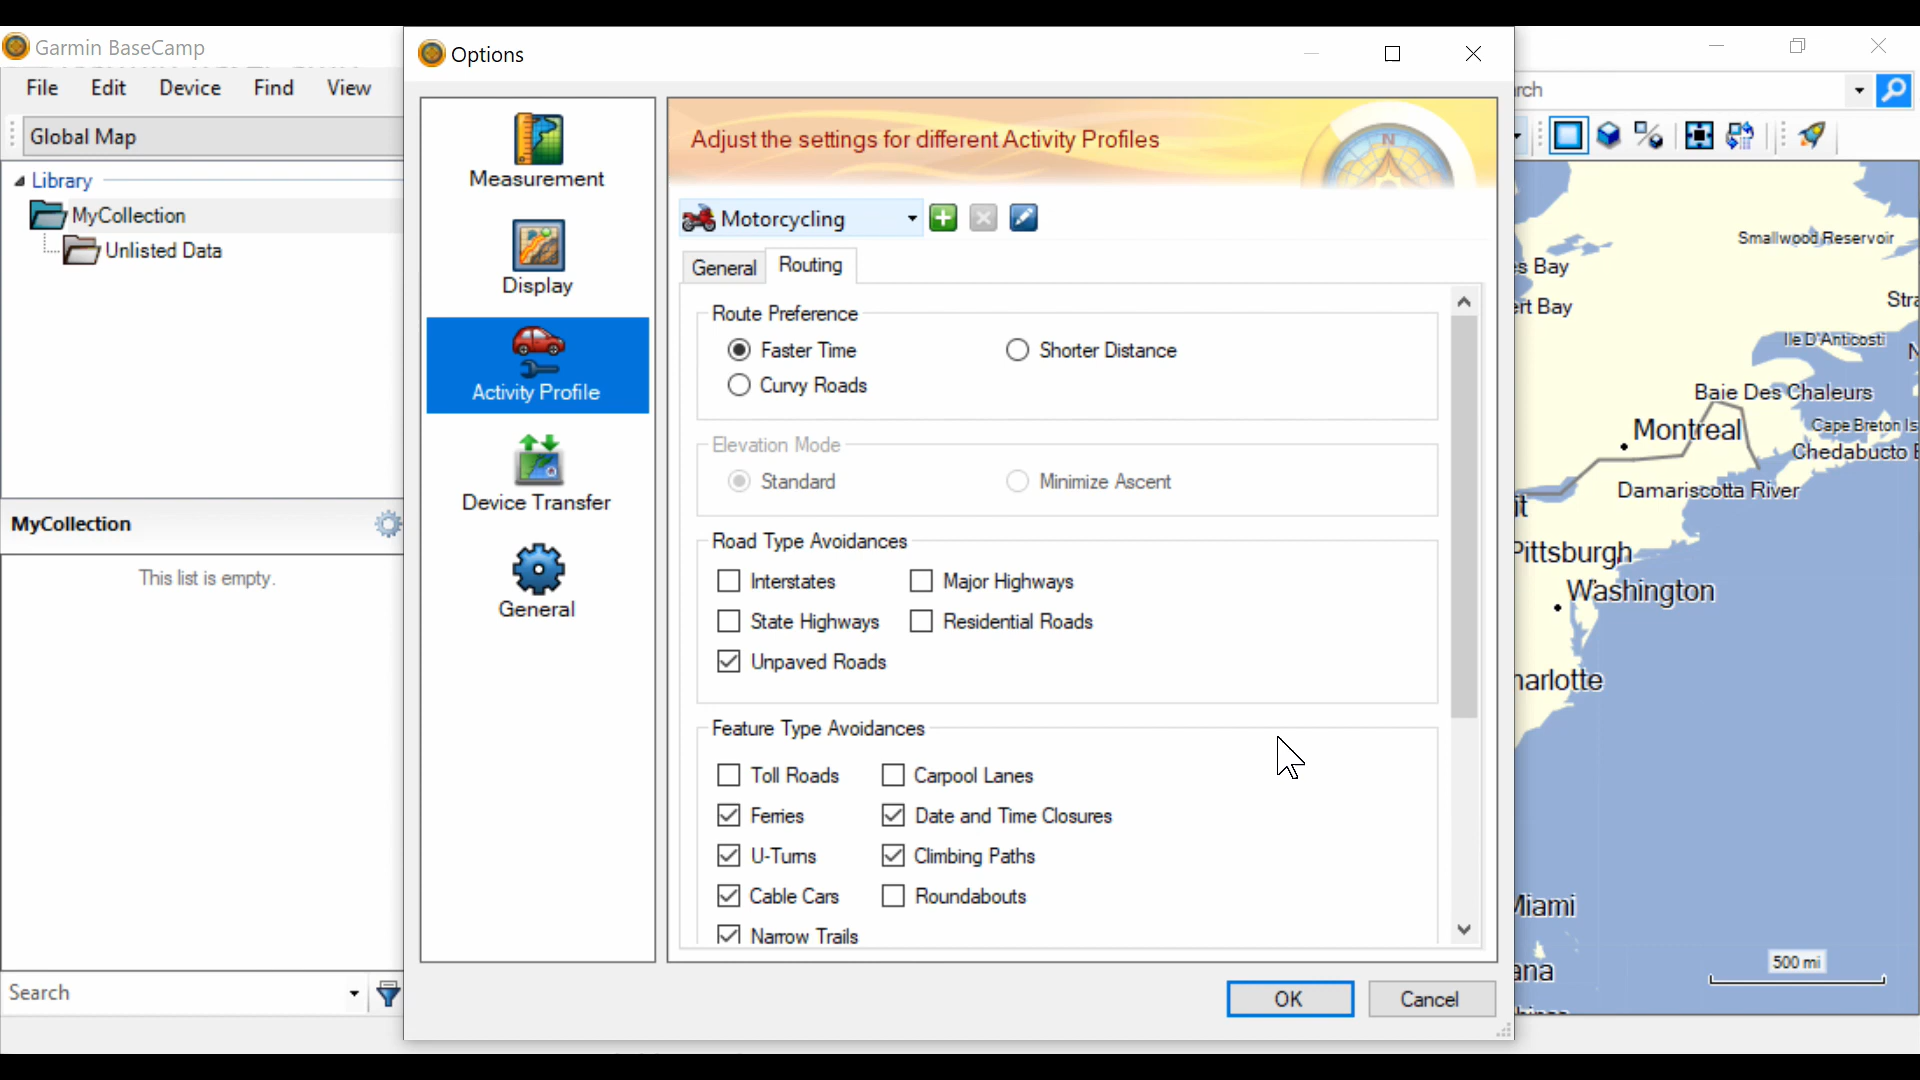 Garmin BaseCamp
File Edit Device Find View
Global Map
Library
MyCollection
Unlisted Data
MyCollection
This list is empty.
Search
Options
Measurement
Display
Activity Profile
Device Transfer
General
Adjust the settings for different Activity Profiles
N
Motorcycling
General Routing
Route Preference
Faster Time Shorter Distance
Curvy Roads
Elevation Mode
Standard Minimize Ascent
Road Type Avoidances
Interstates Major Highways
State Highways Residential Roads
Unpaved Roads
Feature Type Avoidances
Toll Roads Carpool Lanes
Ferries Date and Time Closures
U-Turns Climbing Paths
Cable Cars Roundabouts
Narrow Trails
OK Cancel
rch
Smallwood Reservoir
s Bay
ert Bay
Stra
Ile D'Anticosti
N
Baie Des Chaleurs
Montreal
Cape Breton Is
Chedabucto B
Damariscotta River
it
Pittsburgh
Washington
harlotte
Miami
ana
500 mi